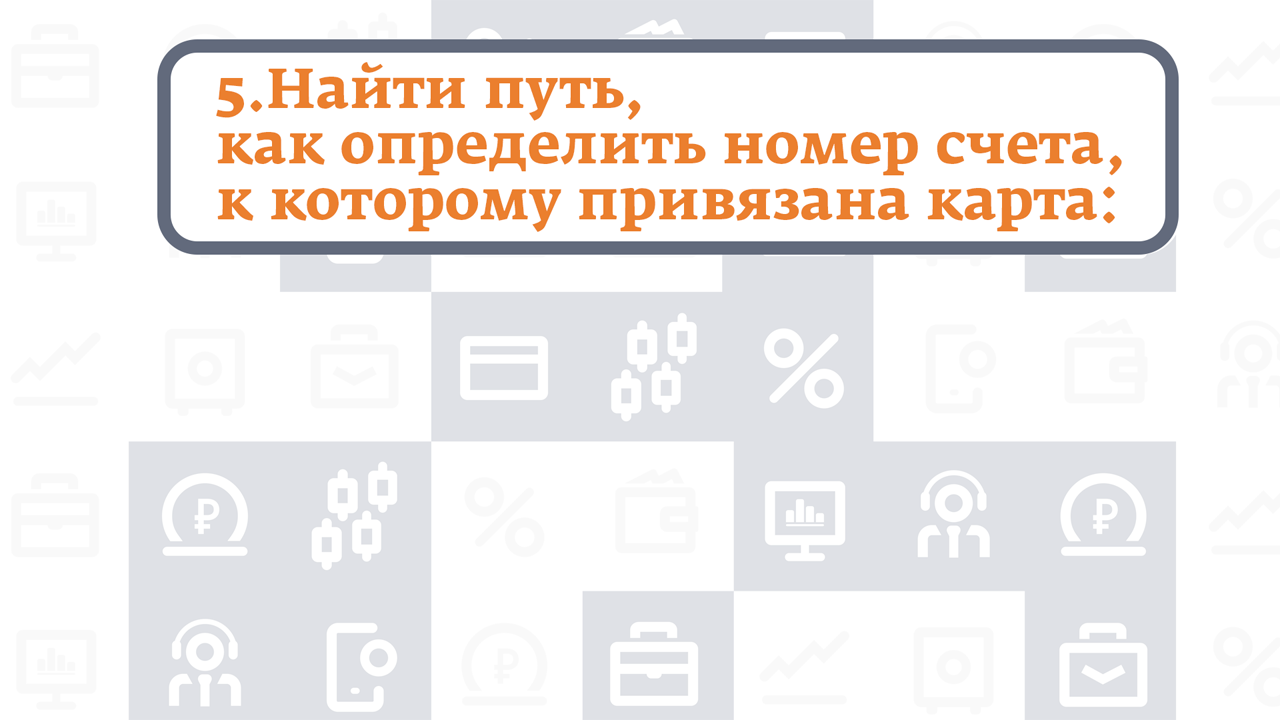 5.Найти путь,
как определить номер счета,
к которому привязана карта: